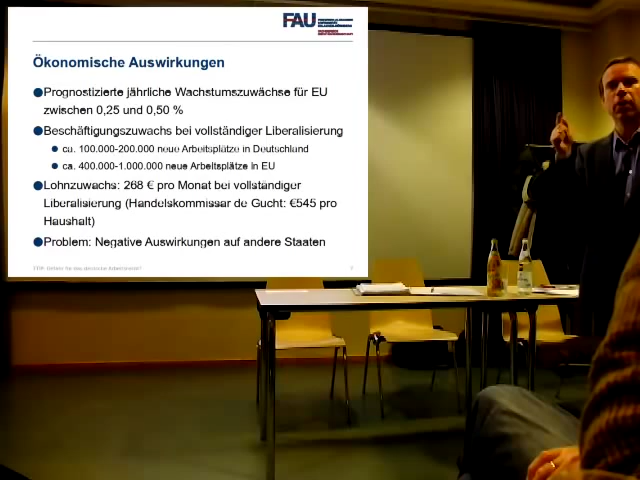 FAU
Ökonomische Auswirkungen
Prognostizierte jährliche Wachstumszuwächse für EU
zwischen 0,25 und 0,50 %
Beschäftigungszuwachs bei vollständiger Liberalisierung
ca. 100.000-200.000 neue Arbeitsplätze in Deutschland
ca. 400.000-1.000.000 neue Arbeitsplätze in EU
Lohnzuwachs: 268 € pro Monat bei vollständiger
Liberalisierung (Handelskommissar de Gucht: €545 pro
Haushalt)
Problem: Negative Auswirkungen auf andere Staaten